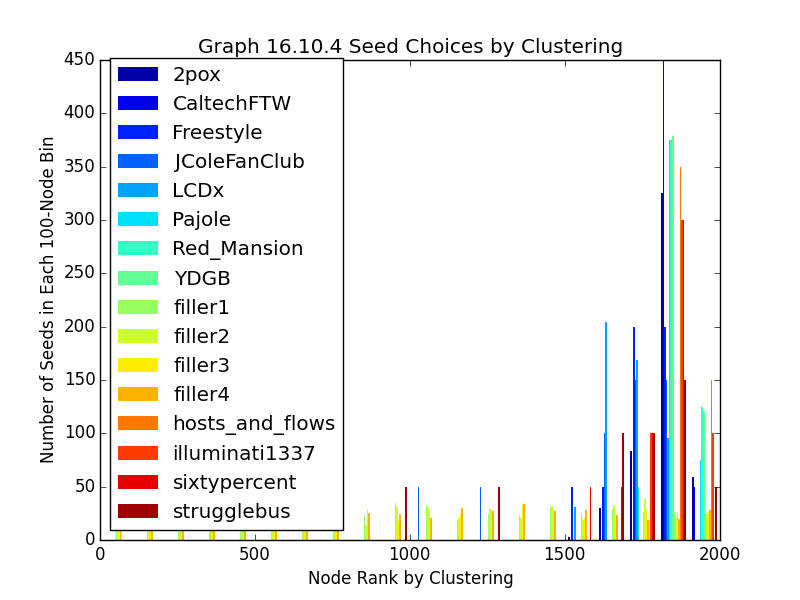 Graph 16.10.4 Seed Choices by Clustering
Number of Seeds in Each 100-Node Bin
450
400
350
300
250
200
150
100
50
0
2pox
CaltechFTW
Freestyle
JColeFanClub
LCDx
Pajole
Red_Mansion
YDGB
filler1
filler2
filler3
filler4
hosts_and_flows
illuminati1337
sixtypercent
strugglebus
0 500 1000 1500 2000
Node Rank by Clustering